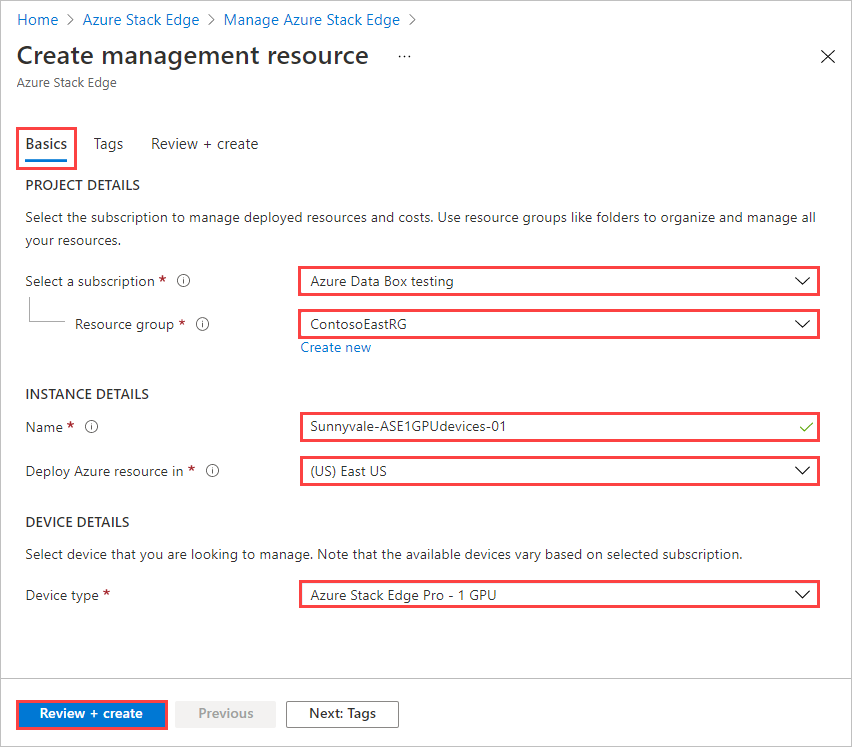 Home > Azure Stack Edge > Manage Azure Stack Edge >
Create management resource ...
Azure Stack Edge
Basics Tags Review + create
PROJECT DETAILS
Select the subscription to manage deployed resources and costs. Use resource groups like folders to organize and manage all
your resources.
Select a subscription *
Azure Data Box testing
Resource group *
ContosoEastRG
Create new
INSTANCE DETAILS
Name *
Sunnyvale-ASE1GPUdevices-01
Deploy Azure resource in *
(US) East US
DEVICE DETAILS
Select device that you are looking to manage. Note that the available devices vary based on selected subscription.
Device type *
Azure Stack Edge Pro - 1 GPU
Review + create Previous Next: Tags